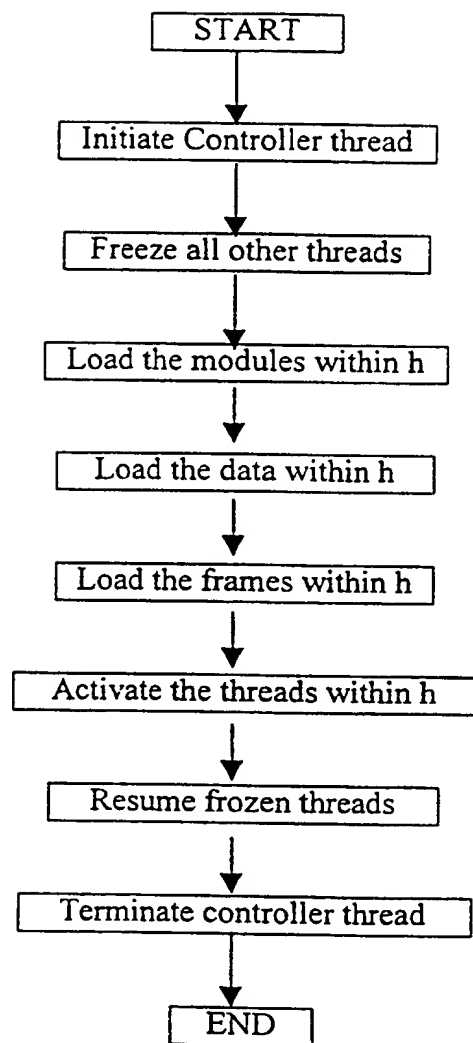 START
Initiate Controller thread
Freeze all other threads
Load the modules within h
Load the data within h
Load the frames within h
Activate the threads within h
Resume frozen threads
Terminate controller thread
END